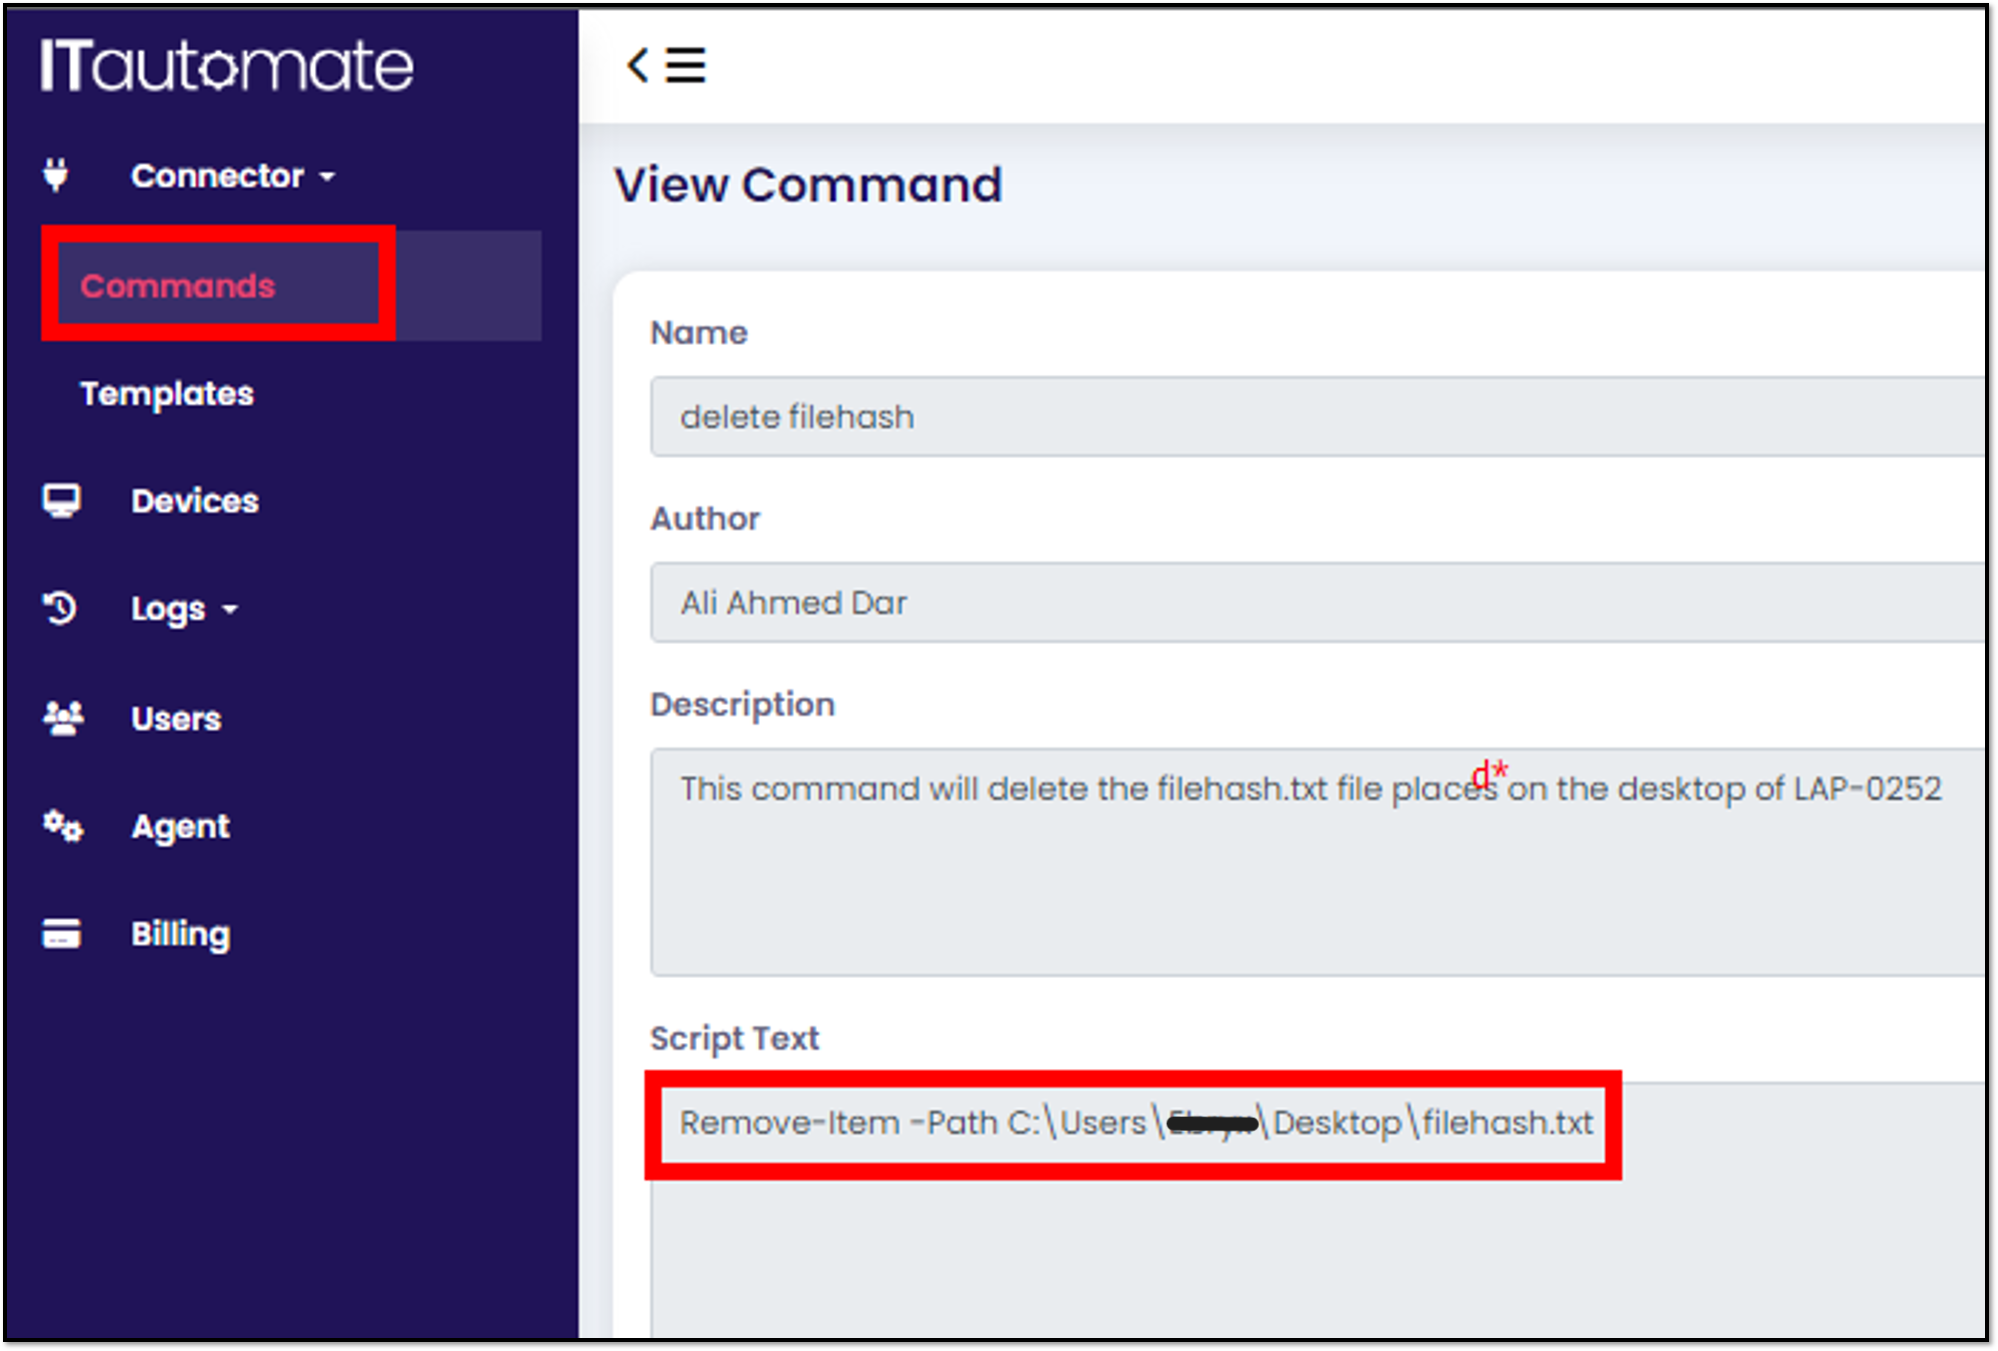 ITautomate
Connector
Commands
Templates
Devices
Logs
Users
Agent
Billing
View Command
Name
delete filehash
Author
Ali Ahmed Dar
Description
d*
This command will delete the filehash.txt file places on the desktop of LAP-0252
Script Text
Remove-Item -Path C:\Users\ \Desktop\filehash.txt